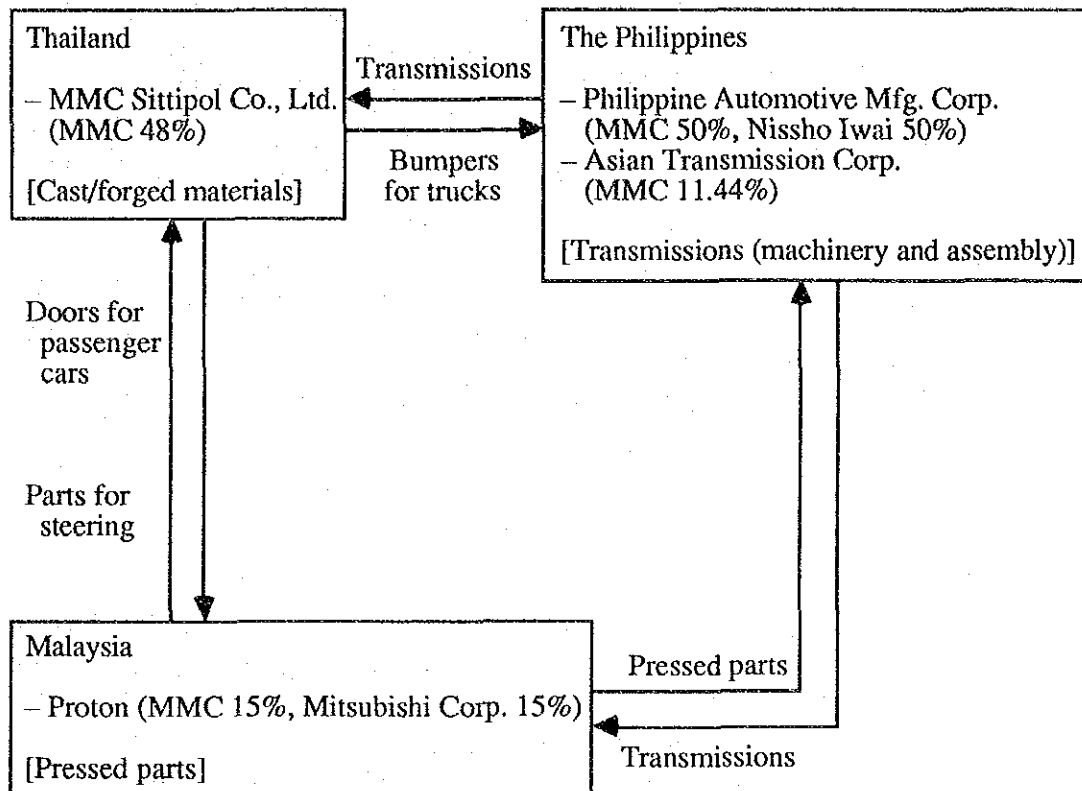 Thailand
– MMC Sittipol Co., Ltd.
(MMC 48%)
[Cast/forged materials]
Transmissions
Bumpers
for trucks
The Philippines
– Philippine Automotive Mfg. Corp.
(MMC 50%, Nissho Iwai 50%)
– Asian Transmission Corp.
(MMC 11.44%)
[Transmissions (machinery and assembly)]
Doors for
passenger
cars
Parts for
steering
Malaysia
– Proton (MMC 15%, Mitsubishi Corp. 15%)
[Pressed parts]
Pressed parts
Transmissions